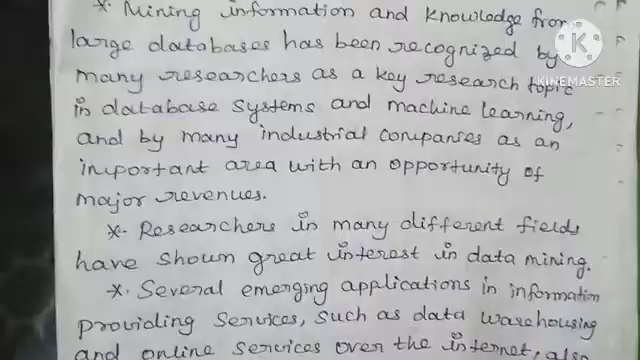 *. Mining information and knowledge from
large databases has been recognized by
many researchers as a key research topic
in database systems and machine learning,
and by many industrial companies as an
important area with an opportunity of
major revenues.
*. Researchers in many different fields
have shown great interest in data mining.
*. Several emerging applications in information
providing services, such as data warehousing
and online services over the internet, also
KINEMASTER